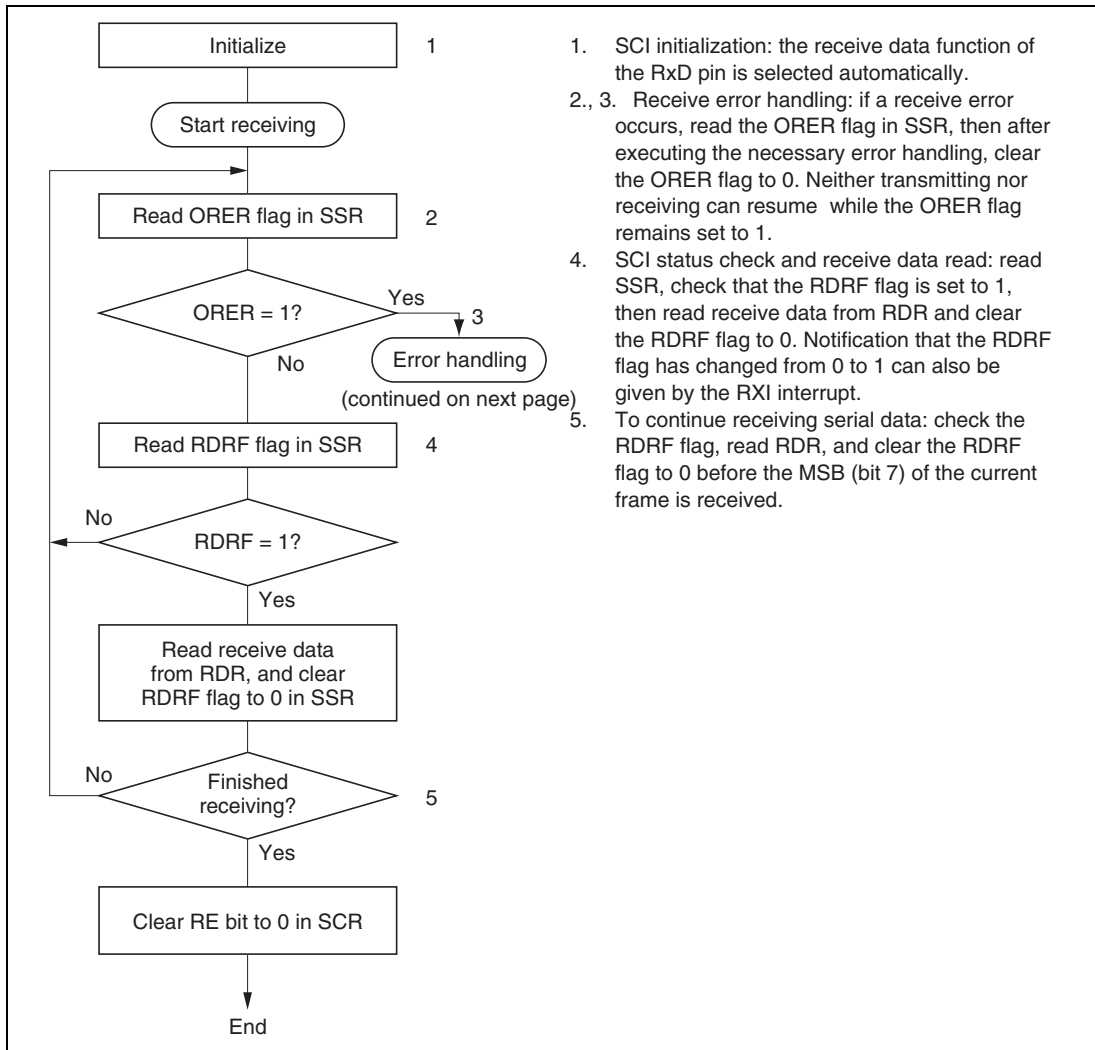 Initialize
1
Start receiving
Read ORER flag in SSR
2
ORER = 1?
Yes
3
No
Error handling
(continued on next page)
Read RDRF flag in SSR
4
No
RDRF = 1?
Yes
Read receive data
from RDR, and clear
RDRF flag to 0 in SSR
No
Finished
receiving?
5
Yes
Clear RE bit to 0 in SCR
End
1. SCI initialization: the receive data function of
the RxD pin is selected automatically.
2., 3. Receive error handling: if a receive error
occurs, read the ORER flag in SSR, then after
executing the necessary error handling, clear
the ORER flag to 0. Neither transmitting nor
receiving can resume while the ORER flag
remains set to 1.
4. SCI status check and receive data read: read
SSR, check that the RDRF flag is set to 1,
then read receive data from RDR and clear
the RDRF flag to 0. Notification that the RDRF
flag has changed from 0 to 1 can also be
given by the RXI interrupt.
5. To continue receiving serial data: check the
RDRF flag, read RDR, and clear the RDRF
flag to 0 before the MSB (bit 7) of the current
frame is received.